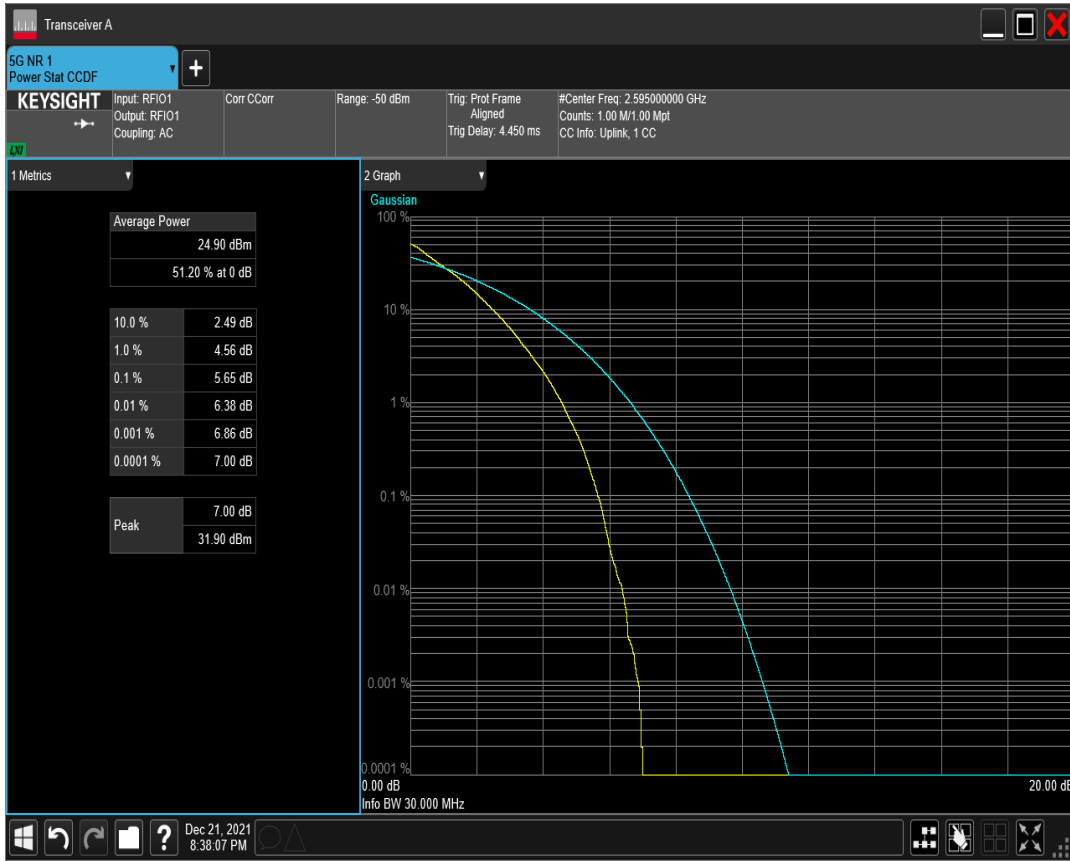 Transceiver A
5G NR 1
Power Stat CCDF
KEYSIGHT
LXI
Input: RFIO1
Output: RFIO1
Coupling: AC
Corr CCorr
Range: -50 dBm
Trig: Prot Frame
Aligned
Trig Delay: 4.450 ms
#Center Freq: 2.595000000 GHz
Counts: 1.00 M/1.00 Mpt
CC Info: Uplink, 1 CC
1 Metrics
Average Power
24.90 dBm
51.20 % at 0 dB
10.0 % 2.49 dB
1.0 % 4.56 dB
0.1 % 5.65 dB
0.01 % 6.38 dB
0.001 % 6.86 dB
0.0001 % 7.00 dB
Peak
7.00 dB
31.90 dBm
2 Graph
Gaussian
100 %
10 %
1 %
0.1 %
0.01 %
0.001 %
0.0001 %
0.00 dB 20.00 dB
Info BW 30.000 MHz
?
Dec 21, 2021
8:38:07 PM